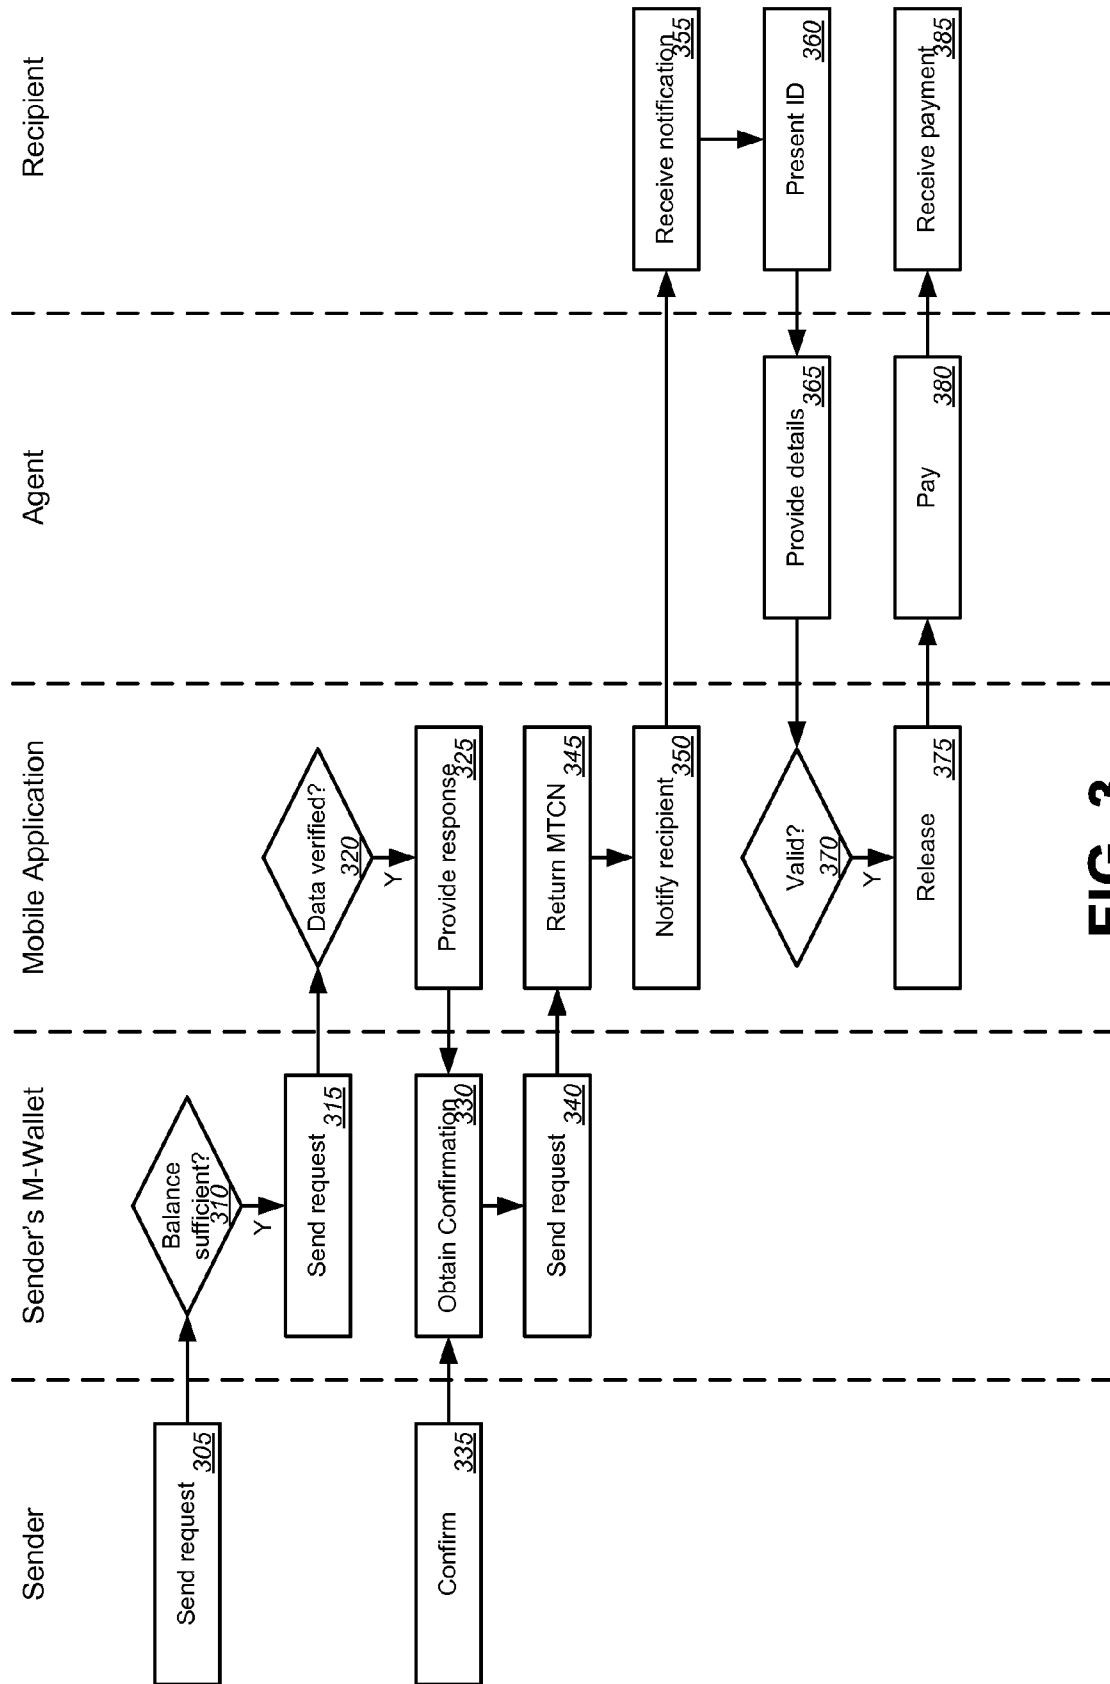 Sender
Sender's M-Wallet
Mobile Application
Agent
Recipient
Send request
305
Balance
sufficient?
310
Y
Send request
315
Data verified?
320
Y
Provide response
325
Obtain Confirmation
330
Confirm
335
Send request
340
Return MTCN
345
Notify recipient
350
Receive notification
355
Present ID
360
Provide details
365
Valid?
370
Y
Release
375
Pay
380
Receive payment
385
FIG. 3